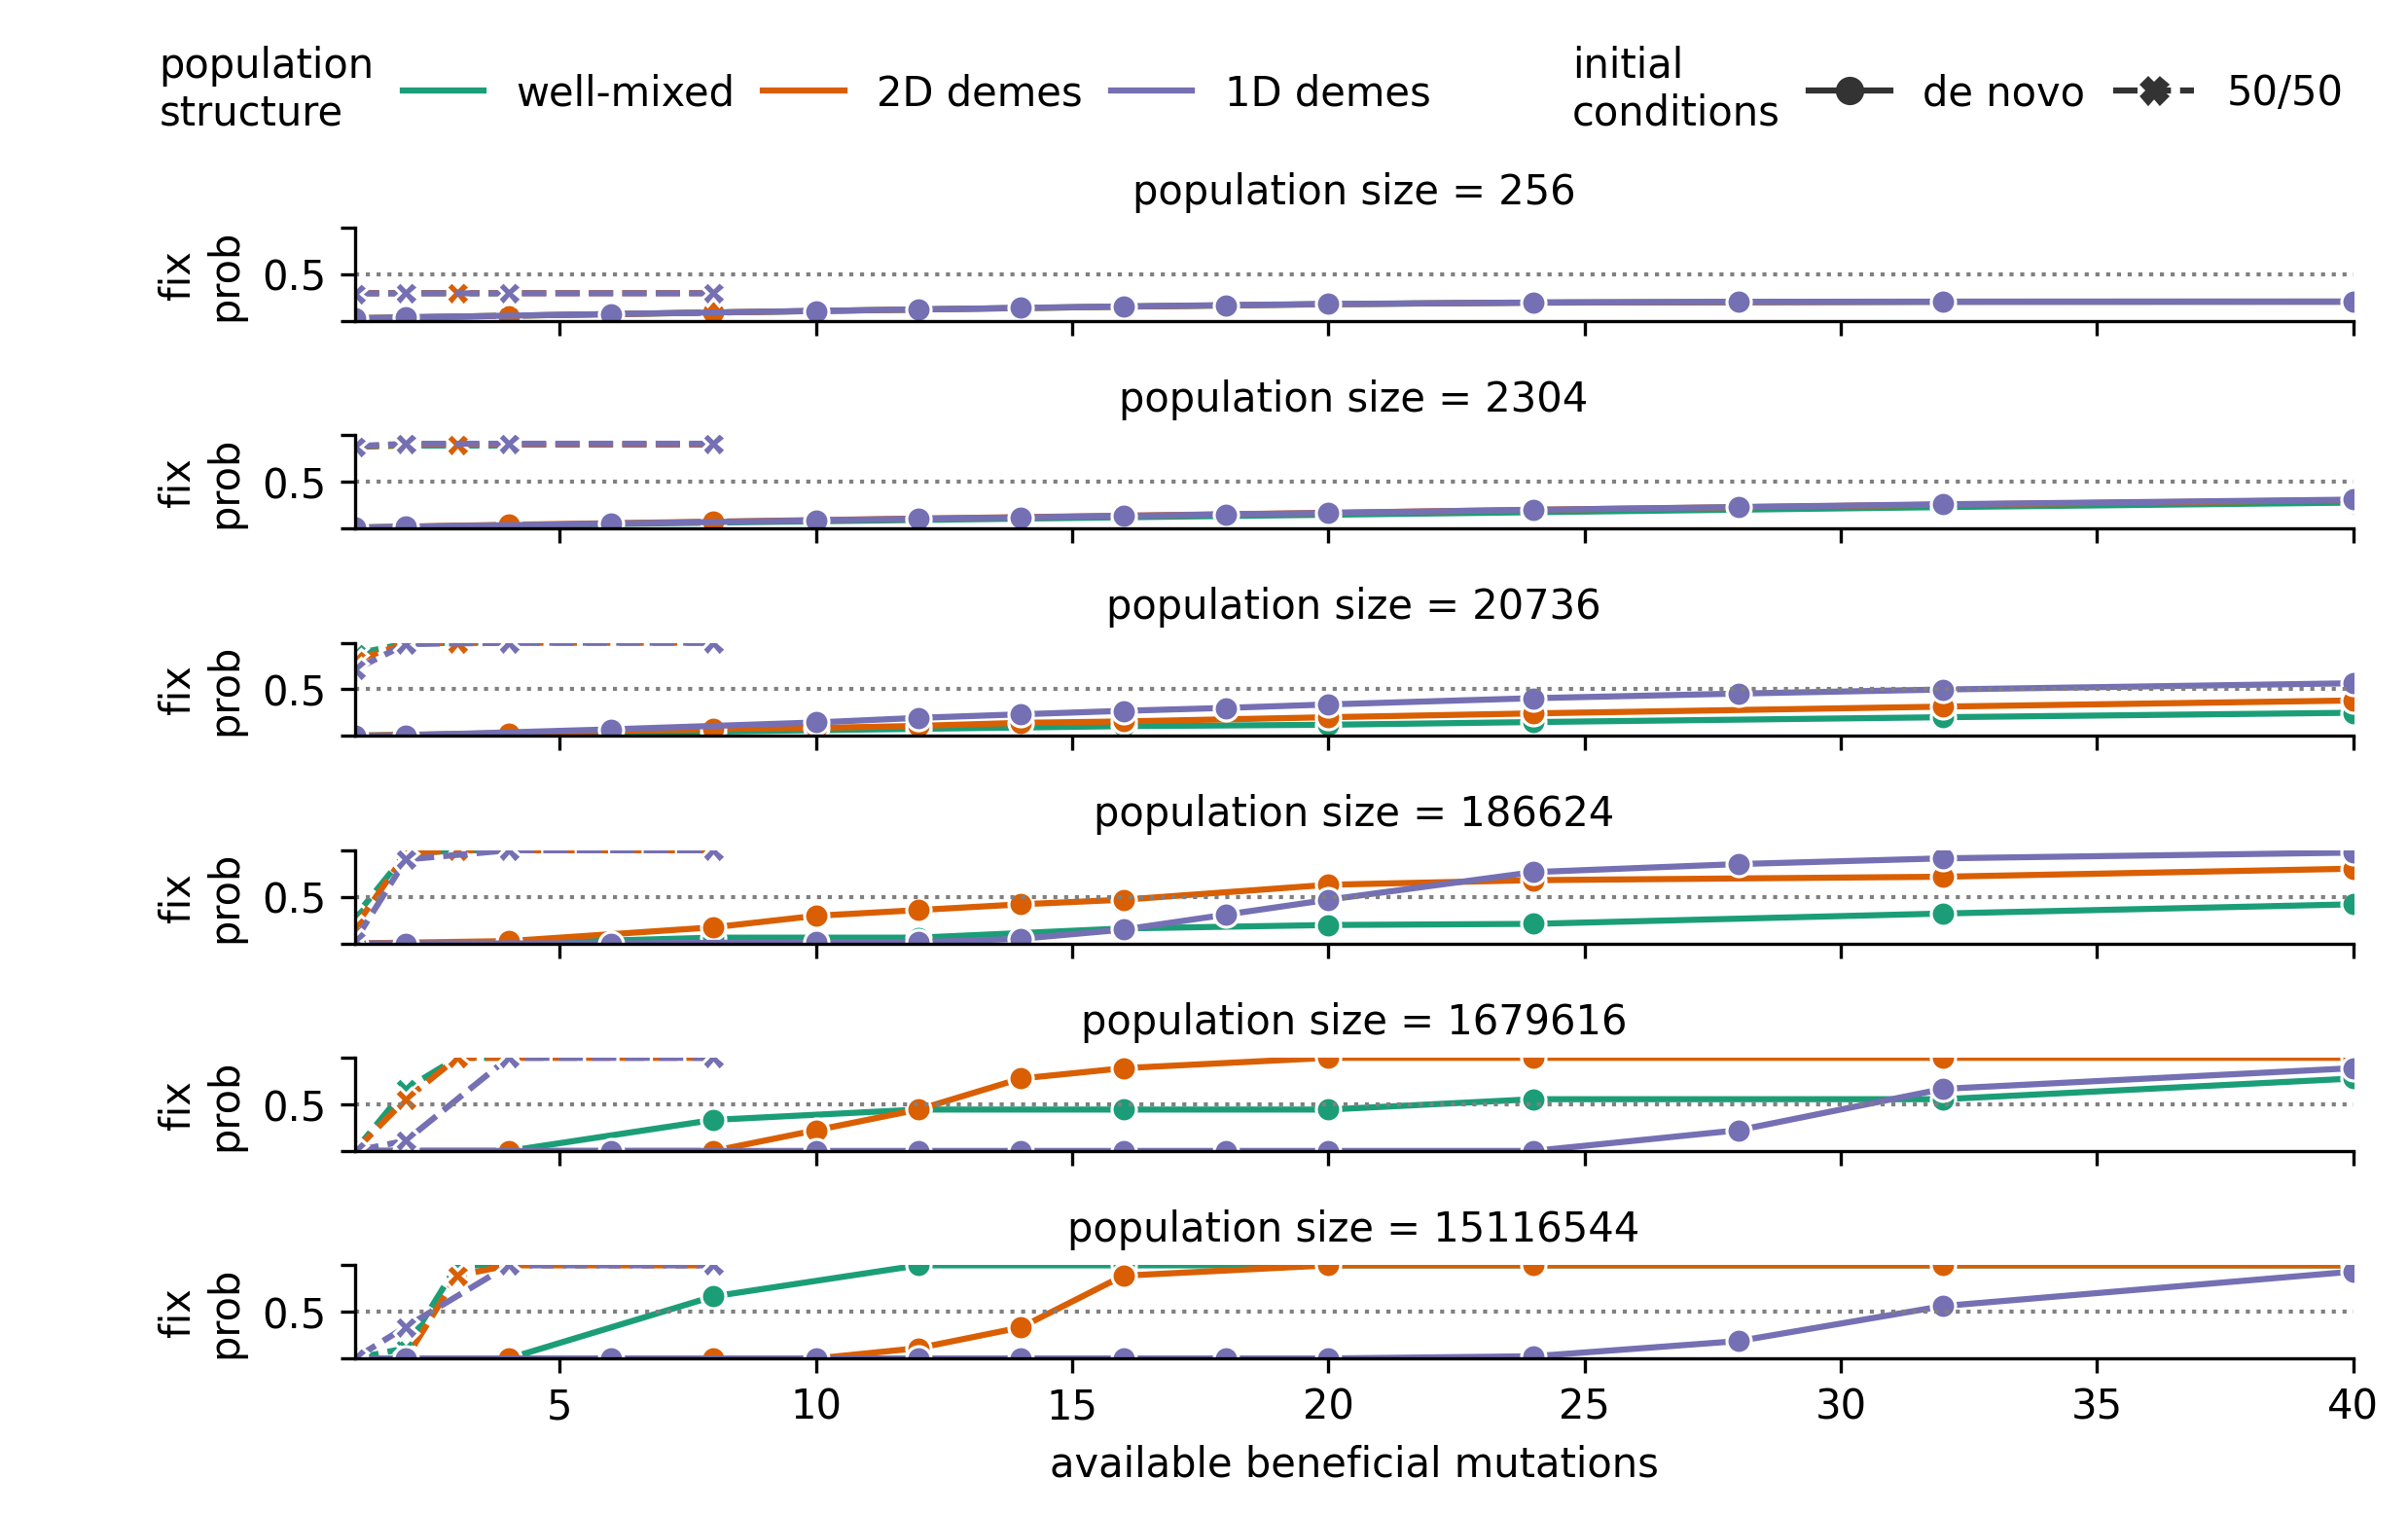 population
structure
well-mixed
2D demes
1D demes
initial
conditions
de novo
50/50
population size = 256
fix
prob
0.5
population size = 2304
fix
prob
0.5
population size = 20736
fix
prob
0.5
population size = 186624
fix
prob
0.5
population size = 1679616
fix
prob
0.5
population size = 15116544
fix
prob
0.5
5 10 15 20 25 30 35 40
available beneficial mutations